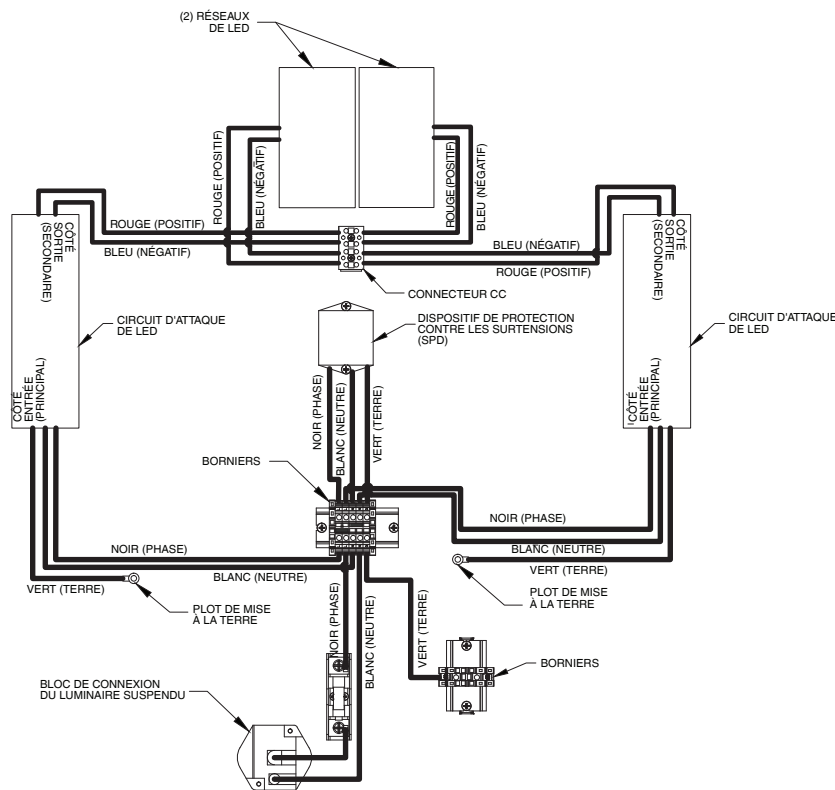 (2) RÉSEAUX
DE LED
ROUGE (POSITIF)
BLEU (NÉGATIF)
ROUGE (POSITIF)
BLEU (NÉGATIF)
CÔTÉ
SORTIE
(SECONDAIRE)
ROUGE (POSITIF)
BLEU (NÉGATIF)
BLEU (NÉGATIF)
ROUGE (POSITIF)
CÔTÉ
SORTIE
(SECONDAIRE)
CONNECTEUR CC
CIRCUIT D'ATTAQUE
DE LED
DISPOSITIF DE PROTECTION
CONTRE LES SURTENSIONS
(SPD)
CIRCUIT D'ATTAQUE
DE LED
CÔTÉ
ENTRÉE
(PRINCIPAL)
NOIR (PHASE)
BLANC (NEUTRE)
VERT (TERRE)
CÔTÉ
ENTRÉE
(PRINCIPAL)
BORNIERS
NOIR (PHASE)
NOIR (PHASE)
BLANC (NEUTRE)
BLANC (NEUTRE)
VERT (TERRE)
VERT (TERRE)
PLOT DE MISE
À LA TERRE
PLOT DE MISE
À LA TERRE
NOIR (PHASE)
BLANC (NEUTRE)
VERT (TERRE)
BORNIERS
BLOC DE CONNEXION
DU LUMINAIRE SUSPENDU